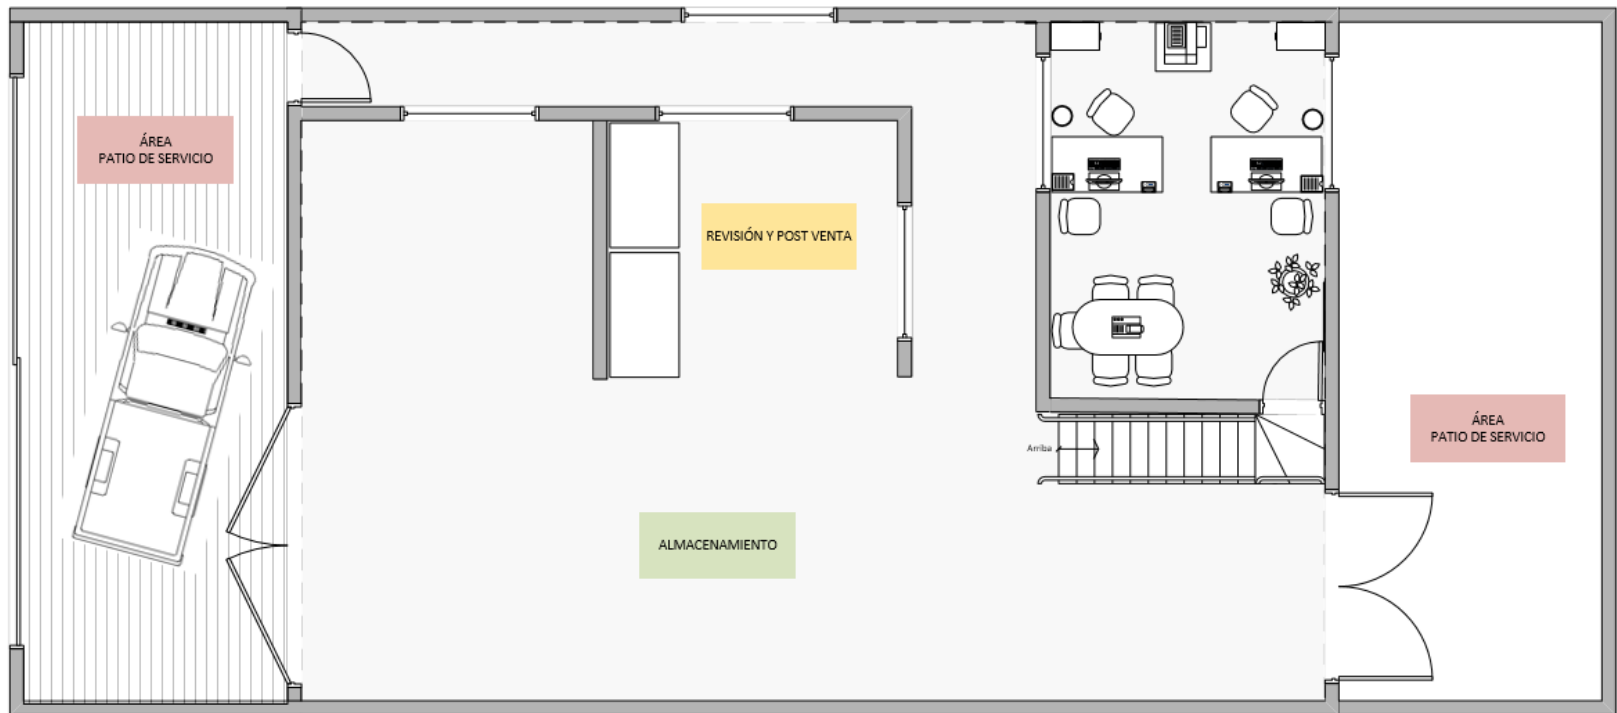 ÁREA
PATIO DE SERVICIO
REVISIÓN Y POST VENTA
ÁREA
PATIO DE SERVICIO
Arriba
ALMACENAMIENTO